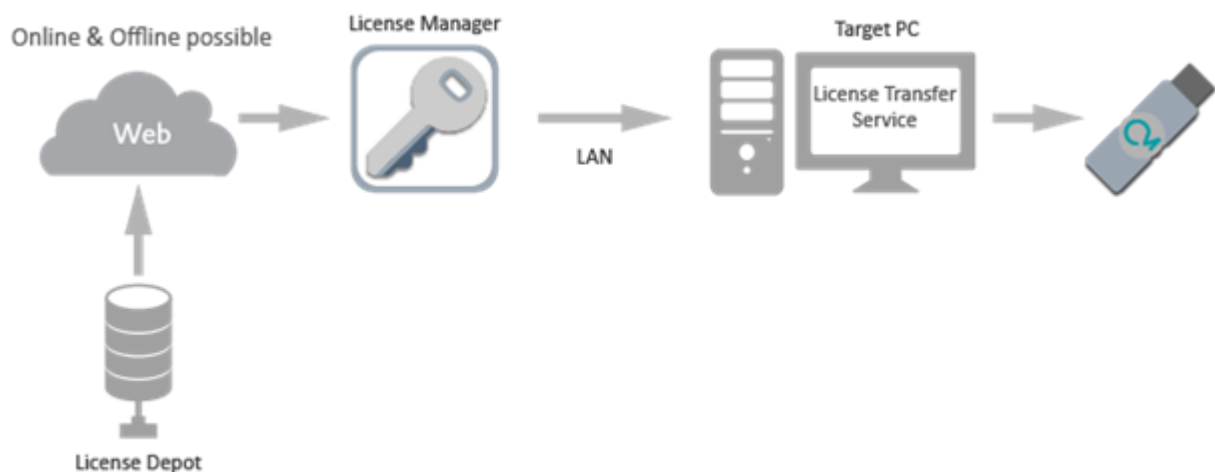 License Manager
Online & Offline possible
Target PC
Web
License Transfer
Service
LAN
License Depot